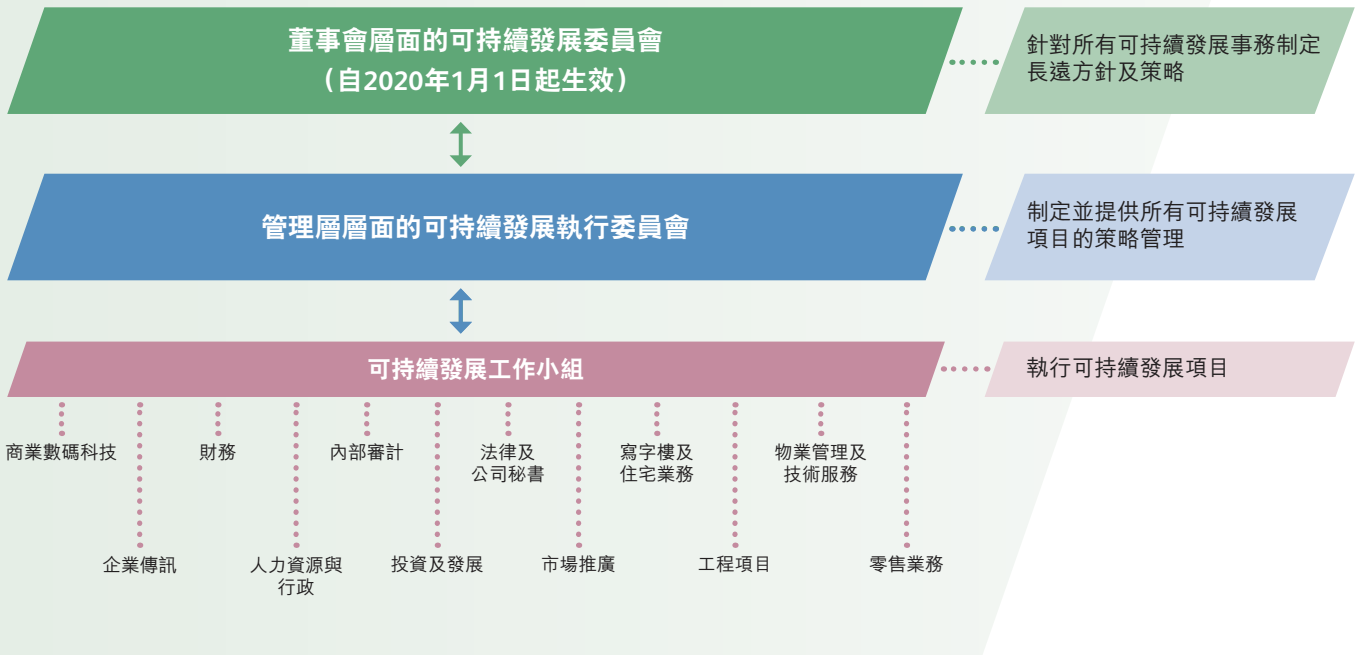 董事會層面的可持續發展委員會
（自2020年1月1日起生效）
針對所有可持續發展事務制定
長遠方針及策略
管理層層面的可持續發展執行委員會
制定並提供所有可持續發展
項目的策略管理
可持續發展工作小組
執行可持續發展項目
商業數碼科技
企業傳訊
財務
人力資源與
行政
內部審計
投資及發展
法律及
公司秘書
市場推廣
寫字樓及
住宅業務
工程項目
物業管理及
技術服務
零售業務